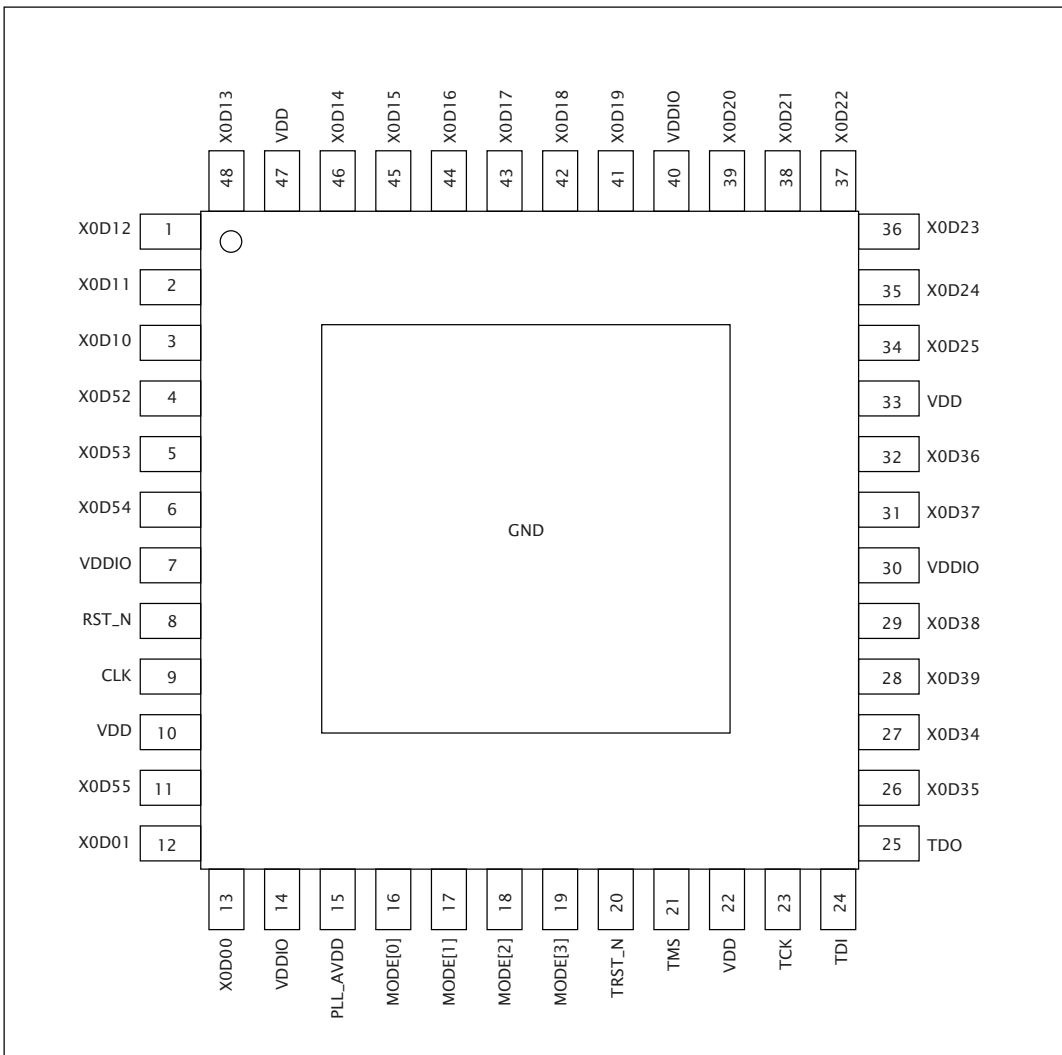 X0D13
VDD
X0D14
X0D15
X0D16
X0D17
X0D18
X0D19
VDDIO
X0D20
X0D21
X0D22
48
47
46
45
44
43
42
41
40
39
38
37
X0D12 1
36 X0D23
X0D11 2
35 X0D24
X0D10 3
34 X0D25
X0D52 4
33 VDD
X0D53 5
32 X0D36
X0D54 6
31 X0D37
GND
VDDIO 7
30 VDDIO
RST_N 8
29 X0D38
CLK 9
28 X0D39
VDD 10
27 X0D34
X0D55 11
26 X0D35
X0D01 12
25 TDO
13
14
15
16
17
18
19
20
21
22
23
24
X0D00
VDDIO
PLL_AVDD
MODE[0]
MODE[1]
MODE[2]
MODE[3]
TRST_N
TMS
VDD
TCK
TDI